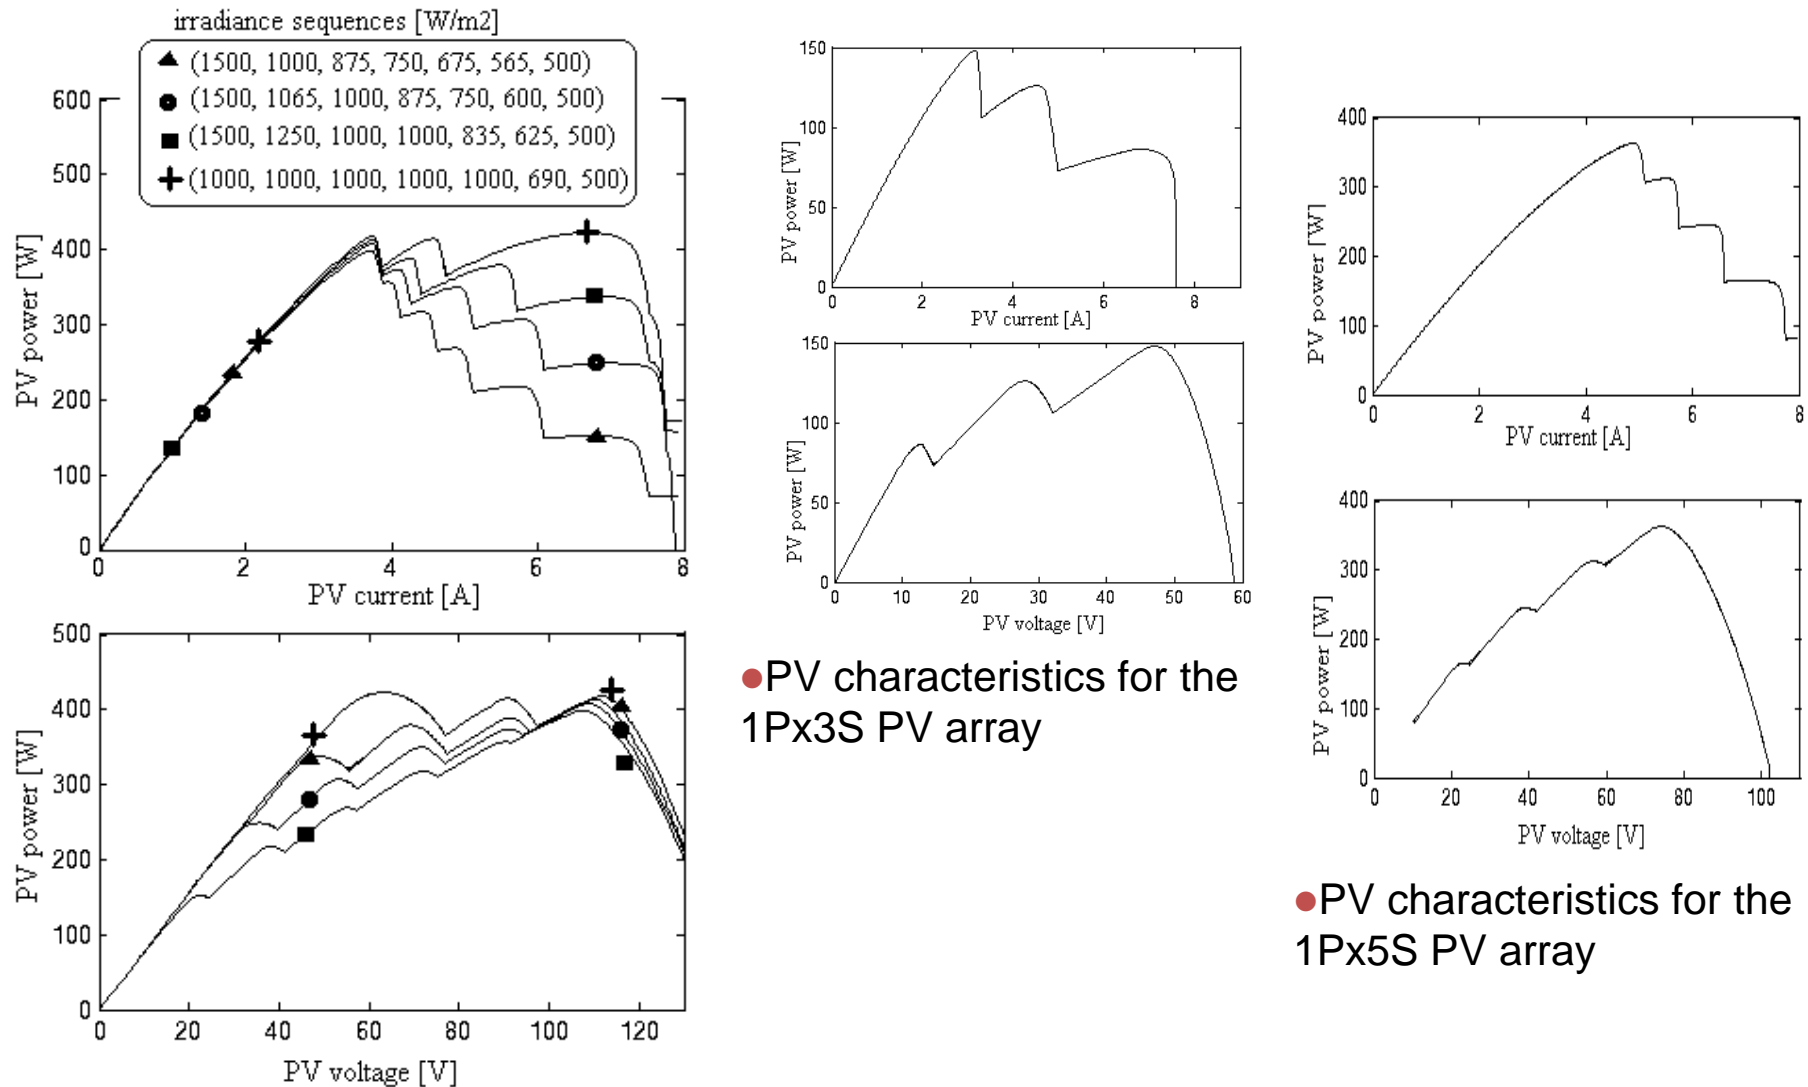 irradiance sequences [W/m2]
(1500, 1000, 875, 750, 675, 565, 500)
(1500, 1065, 1000, 875, 750, 600, 500)
(1500, 1250, 1000, 1000, 835, 625, 500)
(1000, 1000, 1000, 1000, 1000, 690, 500)
600
500
400
300
200
100
0
PV power [W]
0 2 4 6 8
PV current [A]
500
400
300
200
100
0
PV power [W]
0 20 40 60 80 100 120
PV voltage [V]
150
100
50
0
PV power [W]
0 2 4 6 8
PV current [A]
150
100
50
0
PV power [W]
0 10 20 30 40 50 60
PV voltage [V]
●PV characteristics for the
1Px3S PV array
400
300
200
100
0
PV power [W]
0 2 4 6 8
PV current [A]
400
300
200
100
0
PV power [W]
0 20 40 60 80 100
PV voltage [V]
●PV characteristics for the
1Px5S PV array